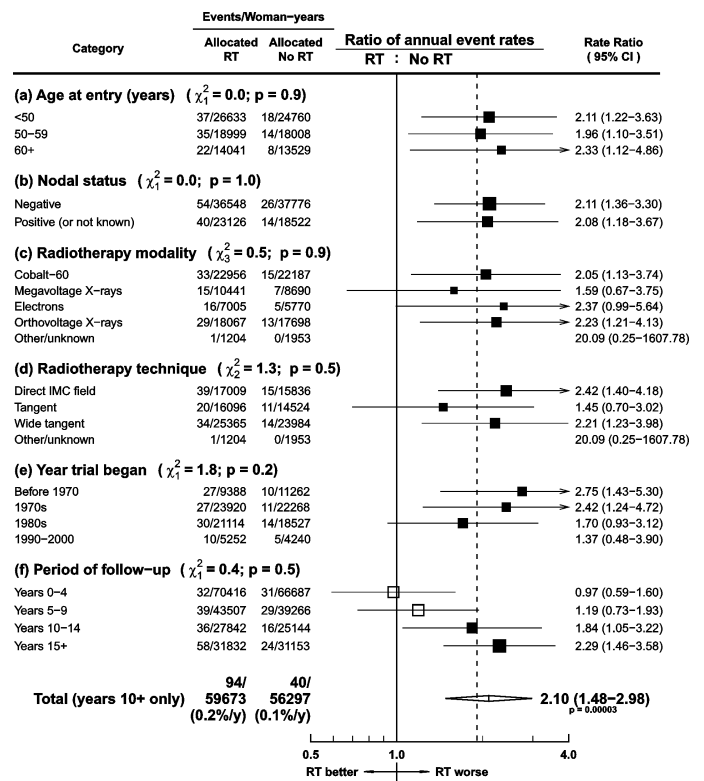 Events/Woman−years
Category Allocated RT Allocated No RT Ratio of annual event rates Rate Ratio
RT : No RT ( 95% CI )
(a) Age at entry (years) ( χ²₁ = 0.0; p = 0.9)
<50 37/26633 18/24760 2.11 (1.22−3.63)
50−59 35/18999 14/18008 1.96 (1.10−3.51)
60+ 22/14041 8/13529 2.33 (1.12−4.86)
(b) Nodal status ( χ²₁ = 0.0; p = 1.0)
Negative 54/36548 26/37776 2.11 (1.36−3.30)
Positive (or not known) 40/23126 14/18522 2.08 (1.18−3.67)
(c) Radiotherapy modality ( χ²₃ = 0.5; p = 0.9)
Cobalt−60 33/22956 15/22187 2.05 (1.13−3.74)
Megavoltage X−rays 15/10441 7/8690 1.59 (0.67−3.75)
Electrons 16/7005 5/5770 2.37 (0.99−5.64)
Orthovoltage X−rays 29/18067 13/17698 2.23 (1.21−4.13)
Other/unknown 1/1204 0/1953 20.09 (0.25−1607.78)
(d) Radiotherapy technique ( χ²₂ = 1.3; p = 0.5)
Direct IMC field 39/17009 15/15836 2.42 (1.40−4.18)
Tangent 20/16096 11/14524 1.45 (0.70−3.02)
Wide tangent 34/25365 14/23984 2.21 (1.23−3.98)
Other/unknown 1/1204 0/1953 20.09 (0.25−1607.78)
(e) Year trial began ( χ²₁ = 1.8; p = 0.2)
Before 1970 27/9388 10/11262 2.75 (1.43−5.30)
1970s 27/23920 11/22268 2.42 (1.24−4.72)
1980s 30/21114 14/18527 1.70 (0.93−3.12)
1990-2000 10/5252 5/4240 1.37 (0.48−3.90)
(f) Period of follow−up ( χ²₁ = 0.4; p = 0.5)
Years 0−4 32/70416 31/66687 0.97 (0.59−1.60)
Years 5−9 39/43507 29/39266 1.19 (0.73−1.93)
Years 10−14 36/27842 16/25144 1.84 (1.05−3.22)
Years 15+ 58/31832 24/31153 2.29 (1.46−3.58)
94/ 40/
Total (years 10+ only) 59673 56297 2.10 (1.48−2.98)
(0.2%/y) (0.1%/y) p = 0.00003
0.5 1.0 4.0
RT better RT worse